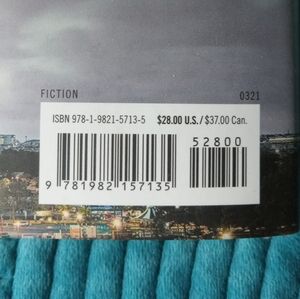 FICTION 0321
ISBN 978-1-9821-5713-5 $28.00 U.S./$37.00 Can.
52800
9 781982 157135